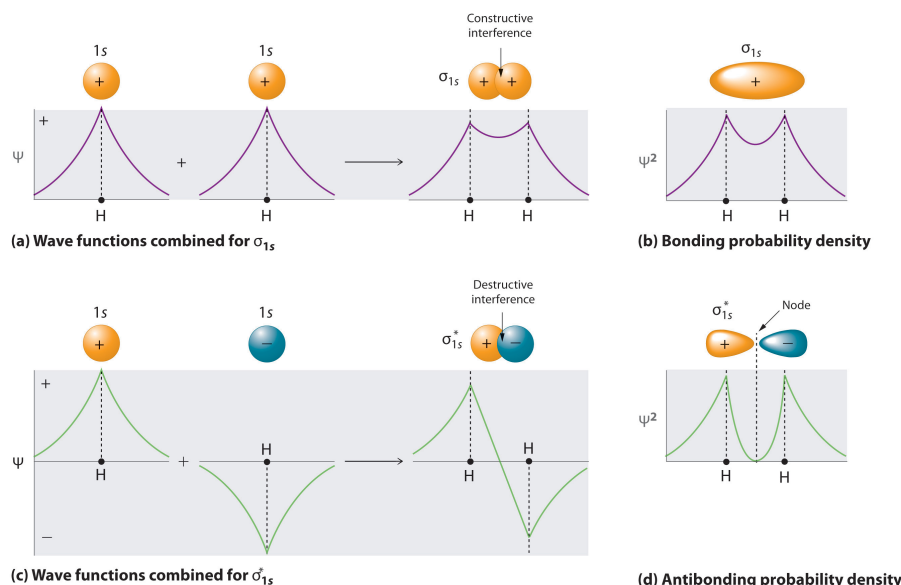 Constructive
interference
1s 1s σ1s σ1s
+ + + + +
+
Ψ + Ψ²
H H H H H H
(a) Wave functions combined for σ1s (b) Bonding probability density
Destructive
interference
1s 1s σ*1s σ*1s Node
+ − + − + −
+
Ψ²
H H
Ψ H + H H H
−
(c) Wave functions combined for σ*1s (d) Antibonding probability density